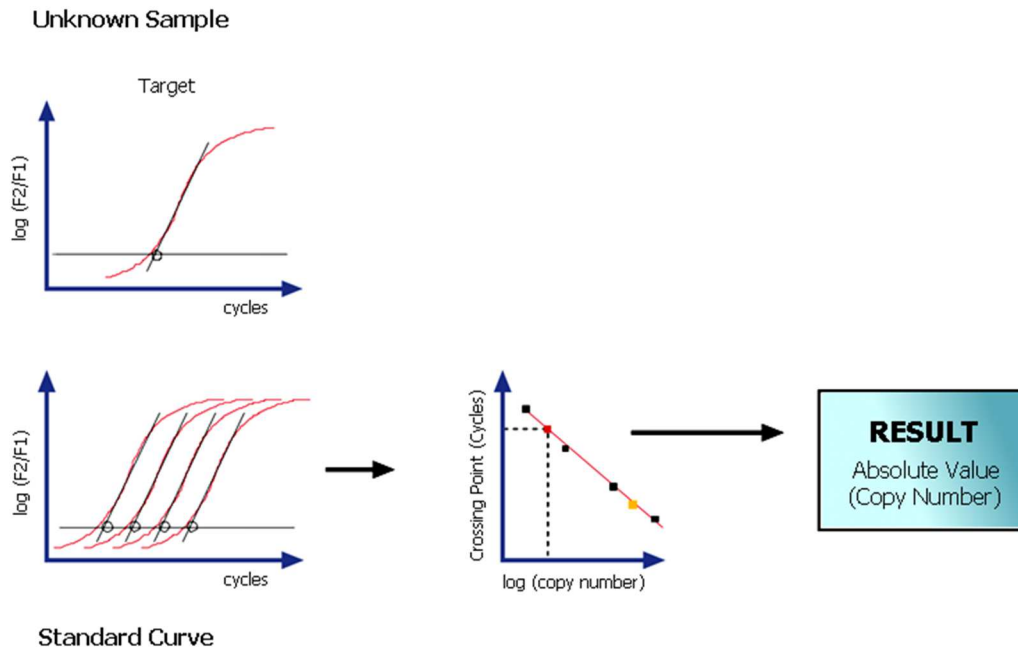 Unknown Sample
Target
log (F2/F1)
cycles
log (F2/F1)
cycles
Standard Curve
Crossing Point (Cycles)
log (copy number)
RESULT
Absolute Value
(Copy Number)